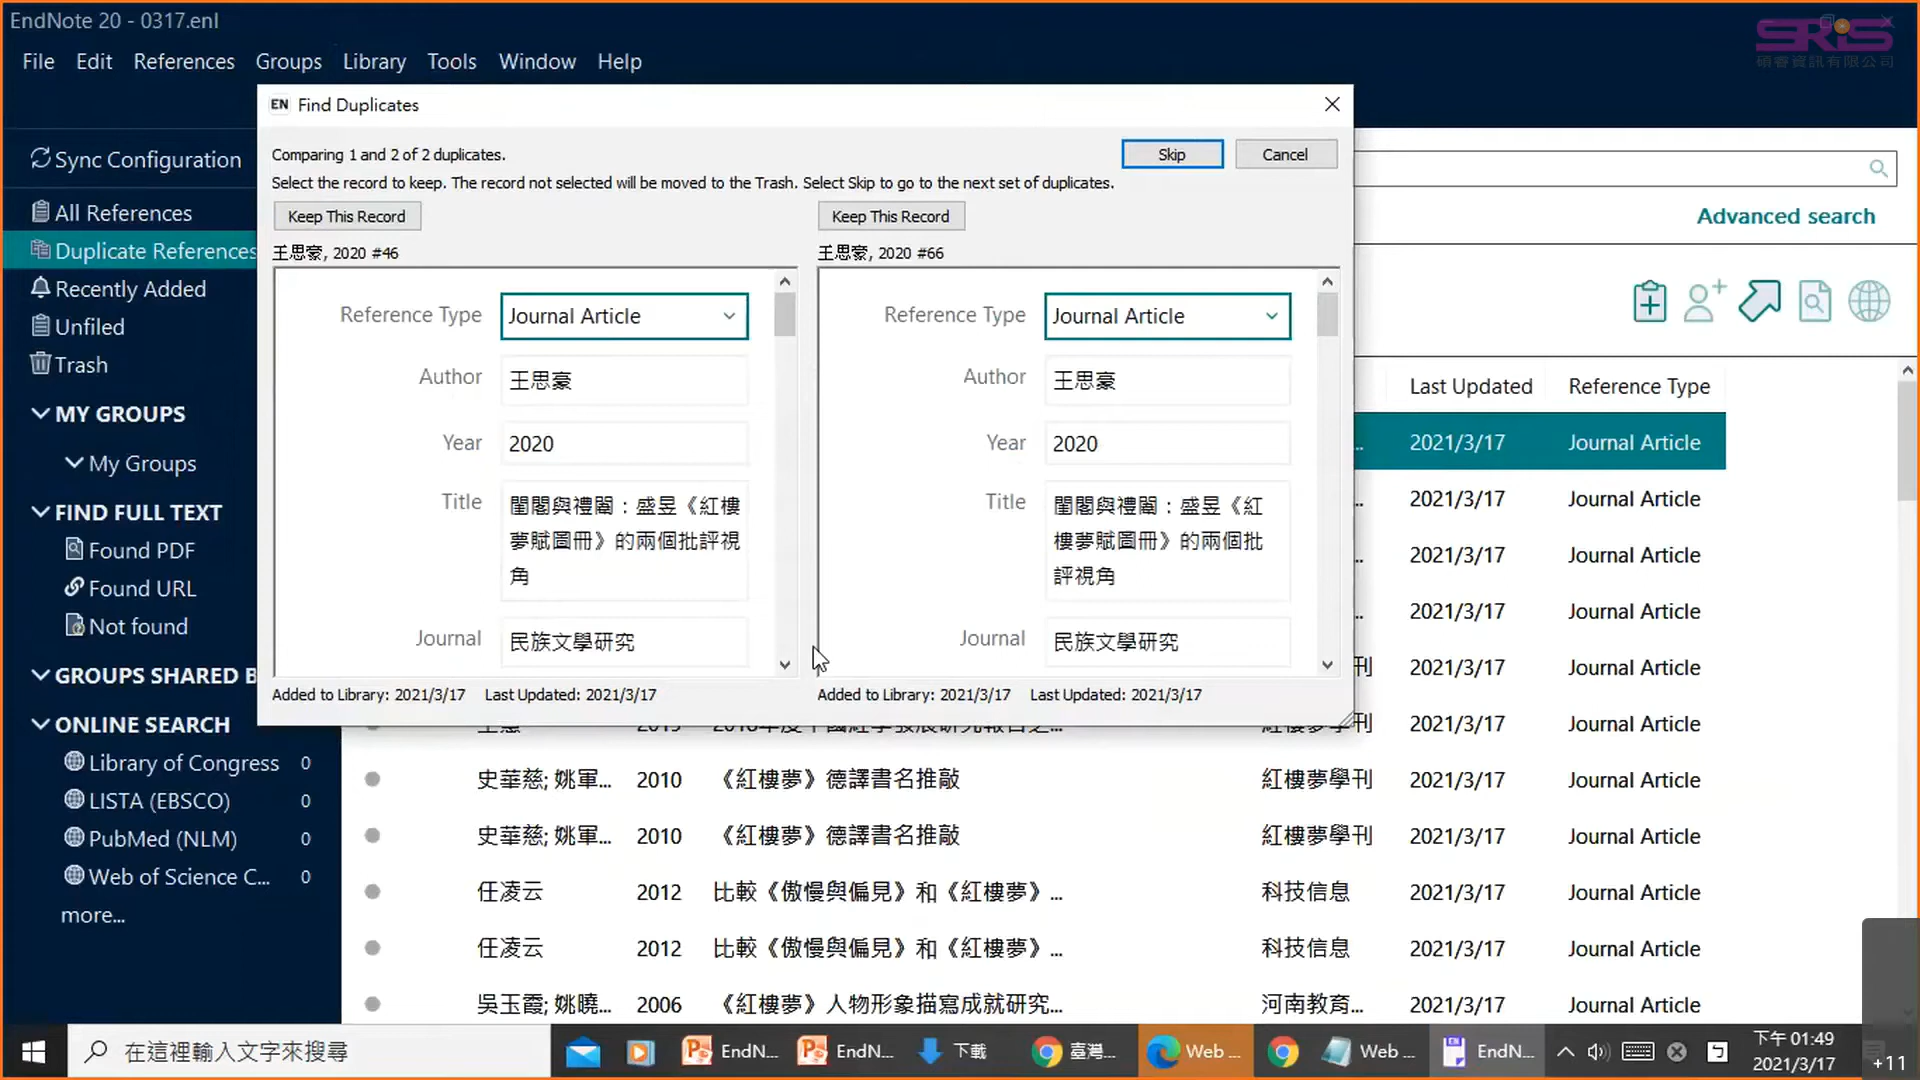 EndNote 20 - 0317.enl
SRIS
碩睿資訊有限公司
File Edit References Groups Library Tools Window Help
EN Find Duplicates
Comparing 1 and 2 of 2 duplicates.
Skip Cancel
Select the record to keep. The record not selected will be moved to the Trash. Select Skip to go to the next set of duplicates.
Keep This Record Keep This Record
王思豪, 2020 #46 王思豪, 2020 #66
Reference Type Journal Article Reference Type Journal Article
Author 王思豪 Author 王思豪
Year 2020 Year 2020
Title 閨閣與禮闈：盛昱《紅樓 Title 閨閣與禮闈：盛昱《紅
夢賦圖冊》的兩個批評視 樓夢賦圖冊》的兩個批
角 評視角
Journal 民族文學研究 Journal 民族文學研究
Added to Library: 2021/3/17 Last Updated: 2021/3/17 Added to Library: 2021/3/17 Last Updated: 2021/3/17
Sync Configuration
All References
Duplicate References
Recently Added
Unfiled
Trash
MY GROUPS
My Groups
FIND FULL TEXT
Found PDF
Found URL
Not found
GROUPS SHARED B
ONLINE SEARCH
Library of Congress 0
LISTA (EBSCO) 0
PubMed (NLM) 0
Web of Science C... 0
more...
Advanced search
Last Updated Reference Type
... 2021/3/17 Journal Article
... 2021/3/17 Journal Article
... 2021/3/17 Journal Article
... 2021/3/17 Journal Article
刊 2021/3/17 Journal Article
刊 2021/3/17 Journal Article
史華慈; 姚軍... 2010 《紅樓夢》德譯書名推敲 紅樓夢學刊 2021/3/17 Journal Article
史華慈; 姚軍... 2010 《紅樓夢》德譯書名推敲 紅樓夢學刊 2021/3/17 Journal Article
任凌云 2012 比較《傲慢與偏見》和《紅樓夢》... 科技信息 2021/3/17 Journal Article
任凌云 2012 比較《傲慢與偏見》和《紅樓夢》... 科技信息 2021/3/17 Journal Article
吳玉霞; 姚曉... 2006 《紅樓夢》人物形象描寫成就研究... 河南教育... 2021/3/17 Journal Article
在這裡輸入文字來搜尋
EndN... EndN... 下載 臺灣... Web ... Web ... EndN...
ㄅ
下午 01:49
2021/3/17
+11